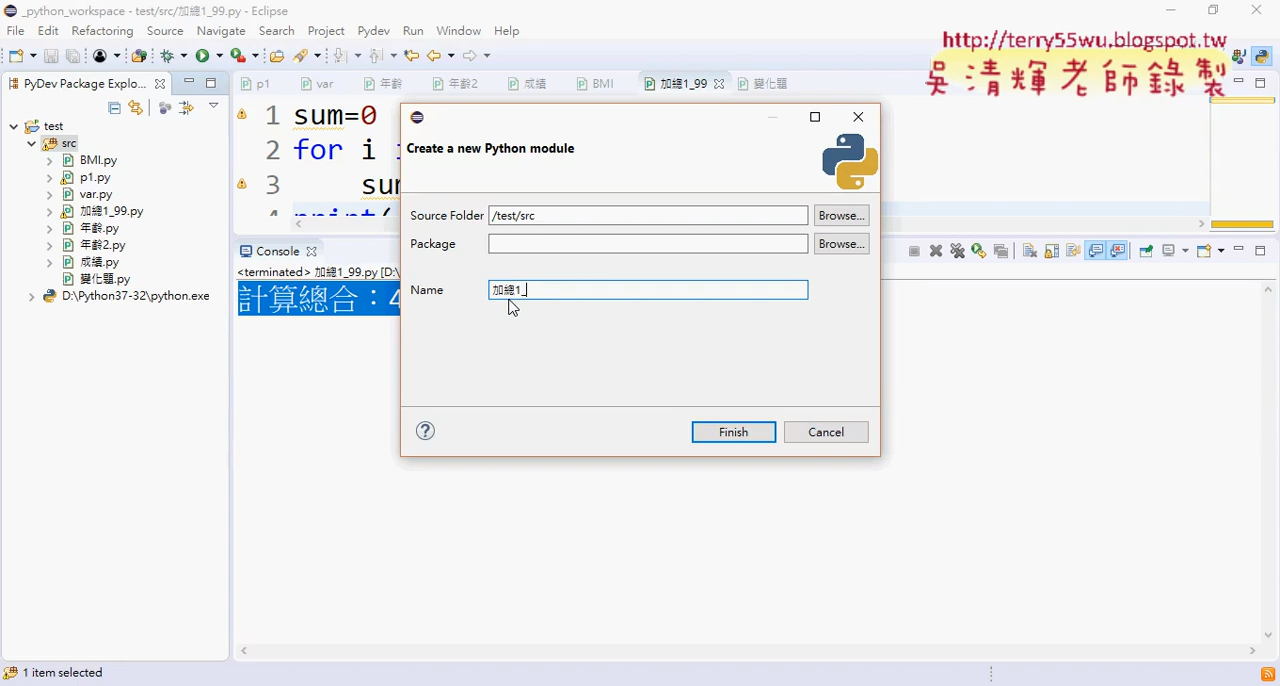 _python_workspace - test/src/加總1_99.py - Eclipse
File Edit Refactoring Source Navigate Search Project Pydev Run Window Help
http://terry55wu.blogspot.tw
吳清輝老師錄製
PyDev Package Explo...
p1 var 年齡 年齡2 成績 BMI 加總1_99 變化題
test
src
BMI.py
p1.py
var.py
加總1_99.py
年齡.py
年齡2.py
成績.py
變化題.py
D:\Python37-32\python.exe
1 sum=0
2 for i
3 sum
4 print(
Console
<terminated> 加總1_99.py [D:\
計算總合：4
Create a new Python module
Source Folder /test/src Browse...
Package Browse...
Name 加總1_
? Finish Cancel
1 item selected